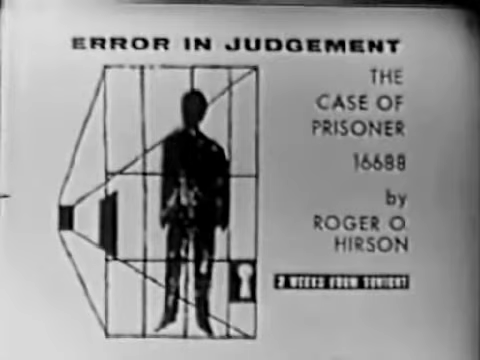 ERROR IN JUDGEMENT
THE
CASE OF
PRISONER
16688
by
ROGER O.
HIRSON
2 WEEKS FROM TONIGHT